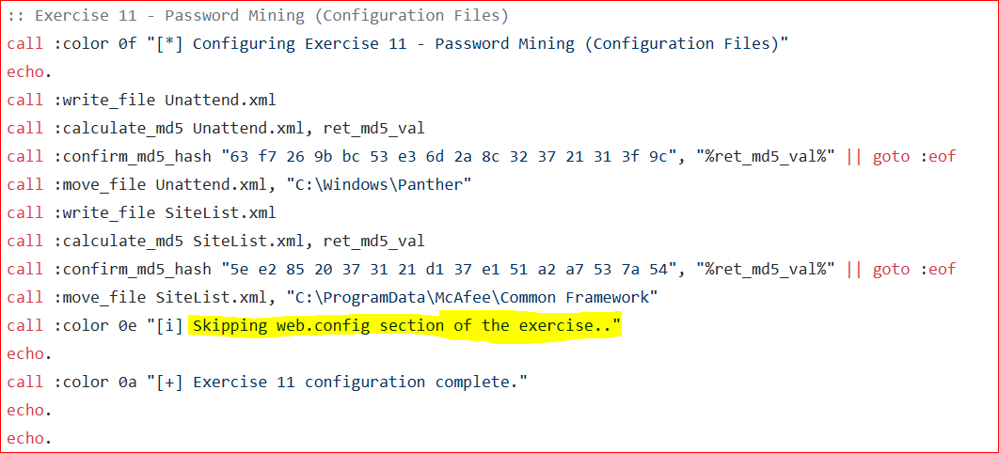 :: Exercise 11 - Password Mining (Configuration Files)
call :color 0f "[*] Configuring Exercise 11 - Password Mining (Configuration Files)"
echo.
call :write_file Unattend.xml
call :calculate_md5 Unattend.xml, ret_md5_val
call :confirm_md5_hash "63 f7 26 9b bc 53 e3 6d 2a 8c 32 37 21 31 3f 9c", "%ret_md5_val%" || goto :eof
call :move_file Unattend.xml, "C:\Windows\Panther"
call :write_file SiteList.xml
call :calculate_md5 SiteList.xml, ret_md5_val
call :confirm_md5_hash "5e e2 85 20 37 31 21 d1 37 e1 51 a2 a7 53 7a 54", "%ret_md5_val%" || goto :eof
call :move_file SiteList.xml, "C:\ProgramData\McAfee\Common Framework"
call :color 0e "[i] Skipping web.config section of the exercise.."
echo.
call :color 0a "[+] Exercise 11 configuration complete."
echo.
echo.